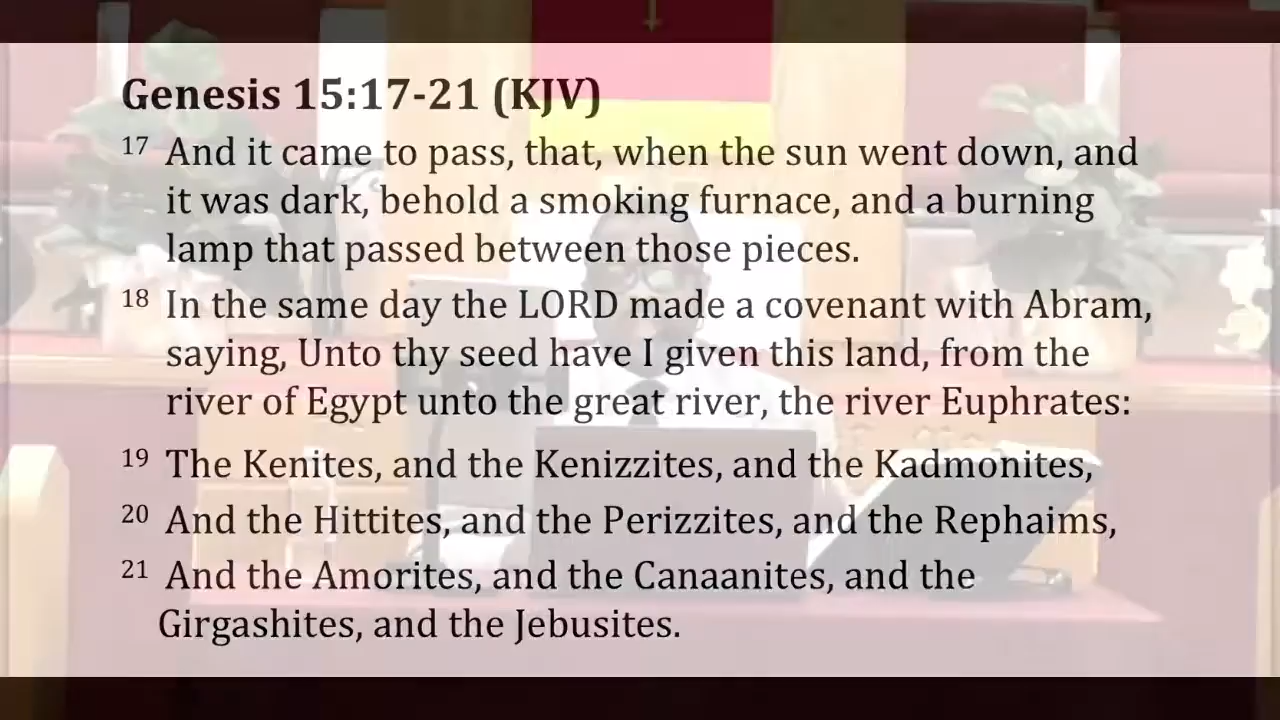 Genesis 15:17-21 (KJV)
17 And it came to pass, that, when the sun went down, and
it was dark, behold a smoking furnace, and a burning
lamp that passed between those pieces.
18 In the same day the LORD made a covenant with Abram,
saying, Unto thy seed have I given this land, from the
river of Egypt unto the great river, the river Euphrates:
19 The Kenites, and the Kenizzites, and the Kadmonites,
20 And the Hittites, and the Perizzites, and the Rephaims,
21 And the Amorites, and the Canaanites, and the
Girgashites, and the Jebusites.